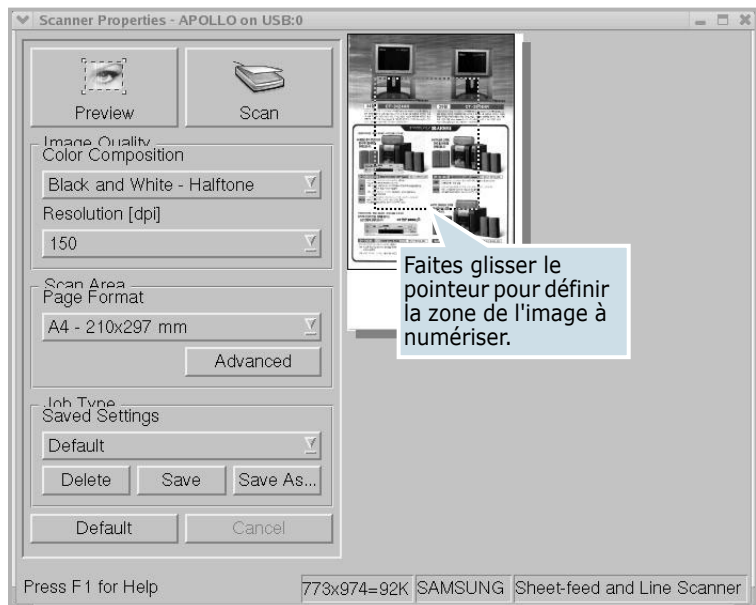 Scanner Properties - APOLLO on USB:0
Preview
Scan
Image Quality
Color Composition
Black and White - Halftone
Resolution [dpi]
150
Scan Area
Page Format
A4 - 210x297 mm
Advanced
Job Type
Saved Settings
Default
Delete
Save
Save As...
Default
Cancel
Faites glisser le
pointeur pour définir
la zone de l'image à
numériser.
Press F1 for Help
773x974=92K
SAMSUNG
Sheet-feed and Line Scanner